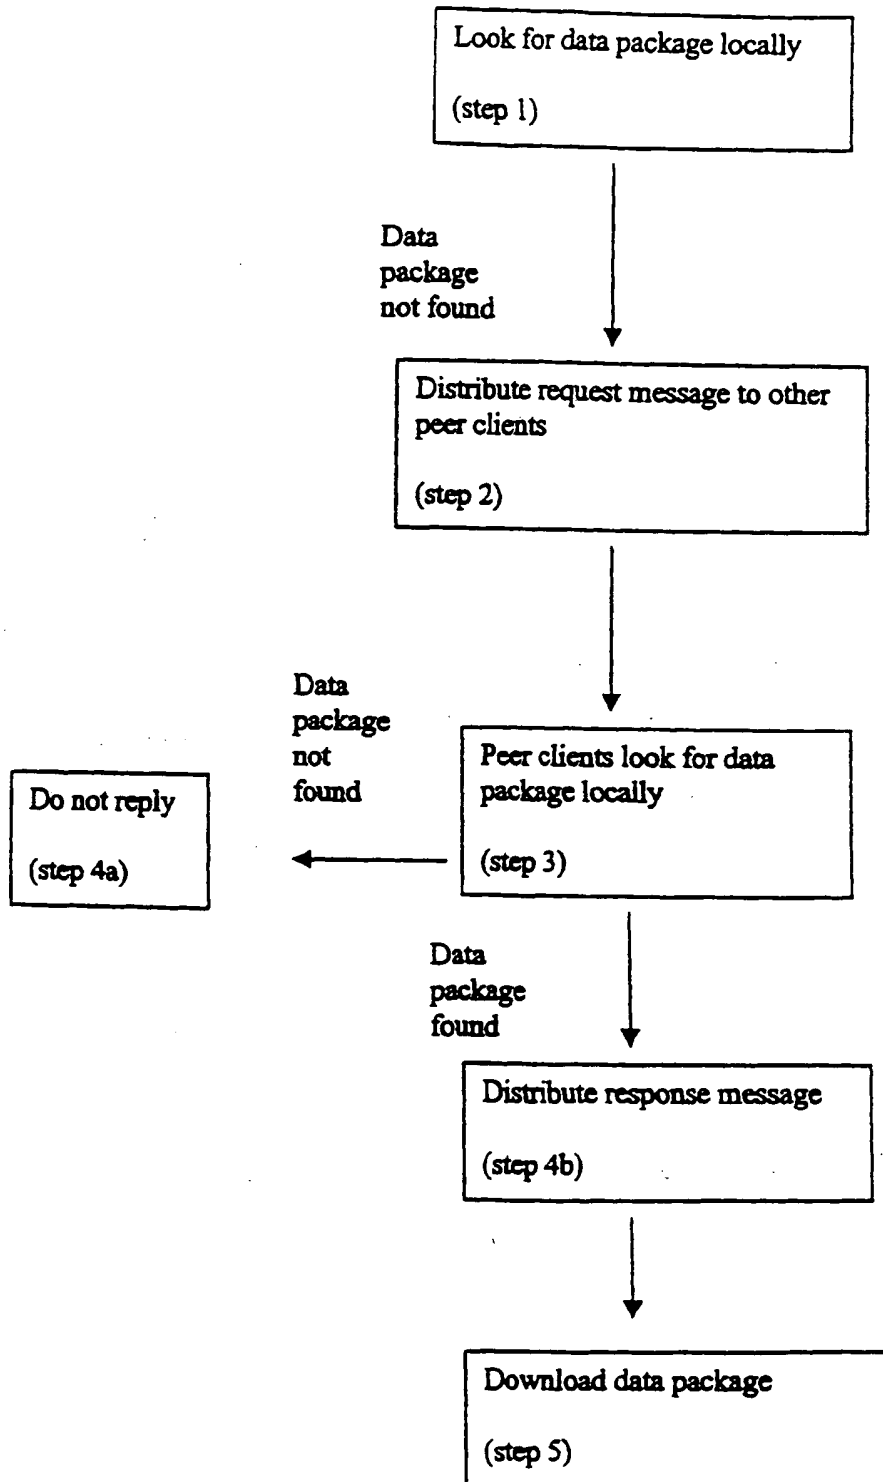 Look for data package locally
(step 1)
Data
package
not found
Distribute request message to other
peer clients
(step 2)
Data
package
not
found
Peer clients look for data
package locally
(step 3)
Do not reply
(step 4a)
Data
package
found
Distribute response message
(step 4b)
Download data package
(step 5)